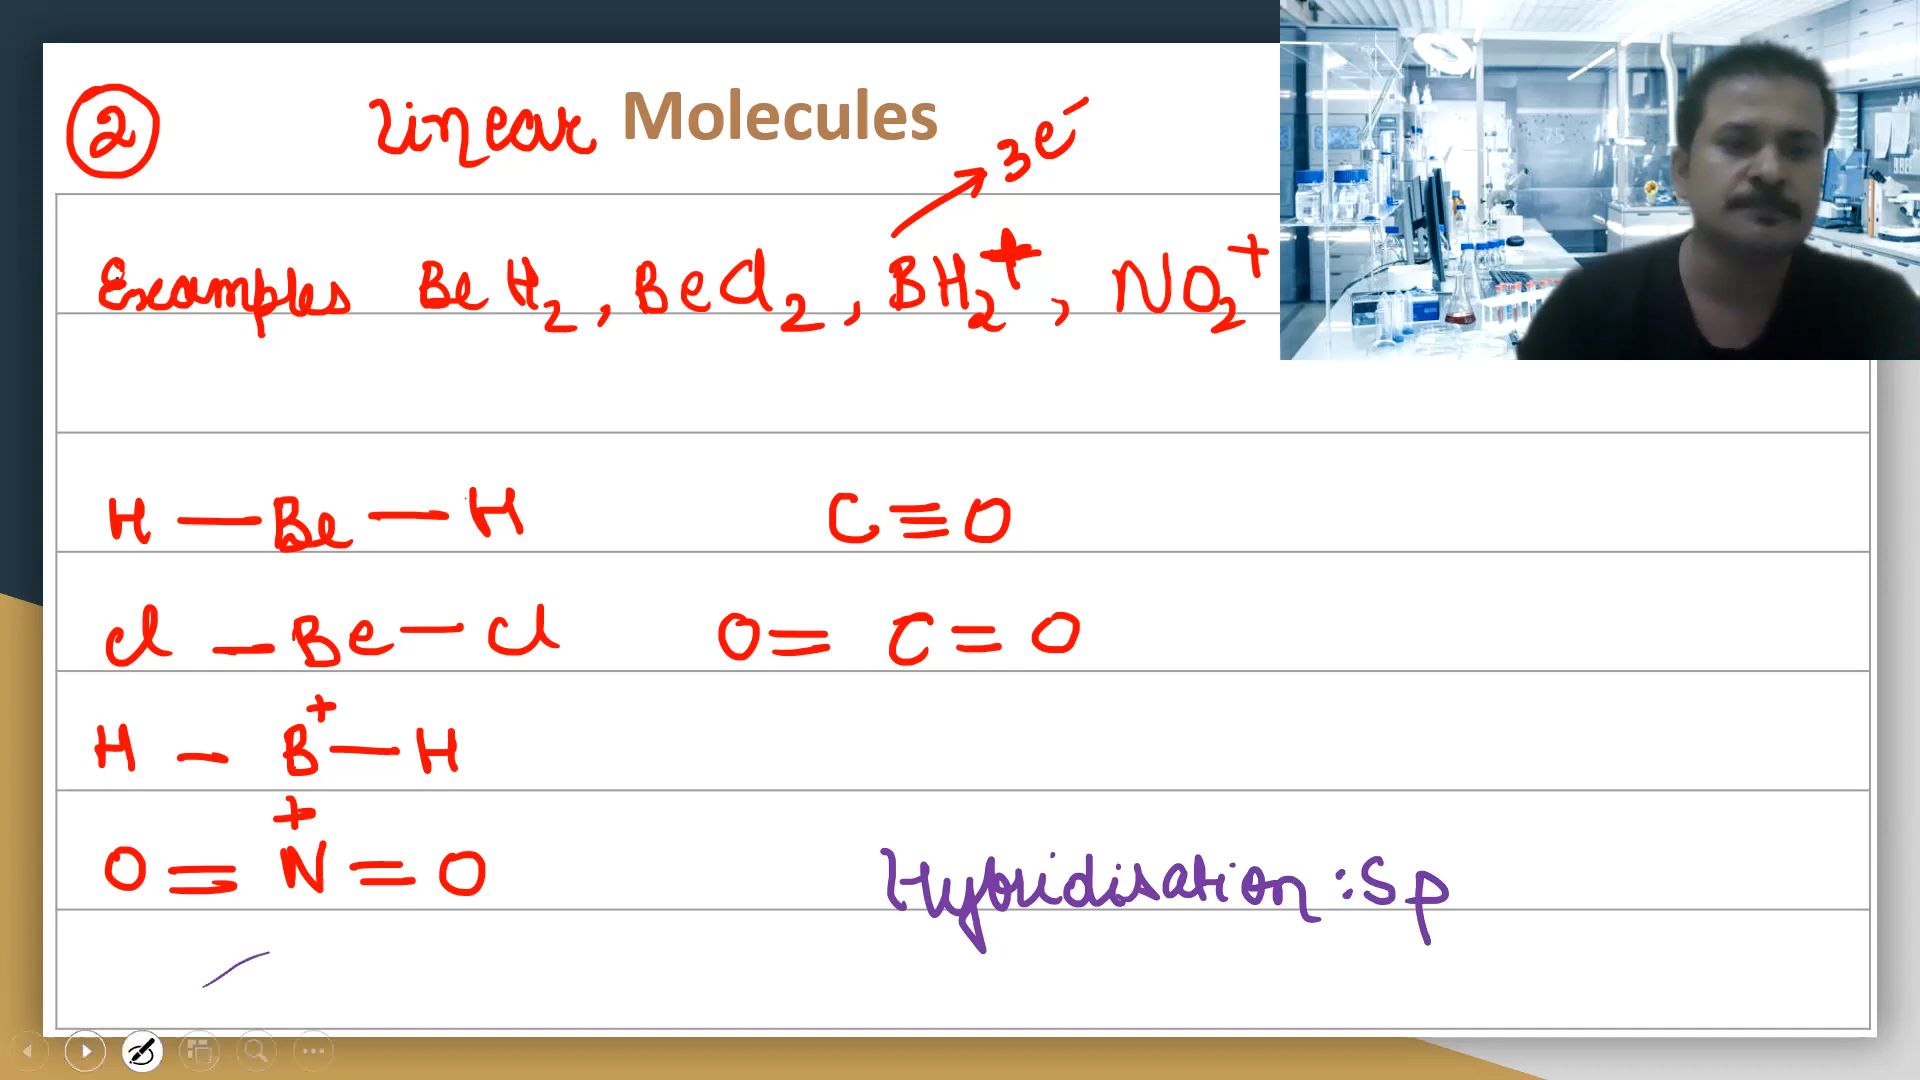 2 Linear Molecules
3e⁻
Examples BeH₂, BeCl₂, BH₂⁺, NO₂⁺
H — Be — H C≡O
Cl — Be — Cl O = C = O
H — B⁺ — H
O = N⁺ = O
Hybridisation : Sp